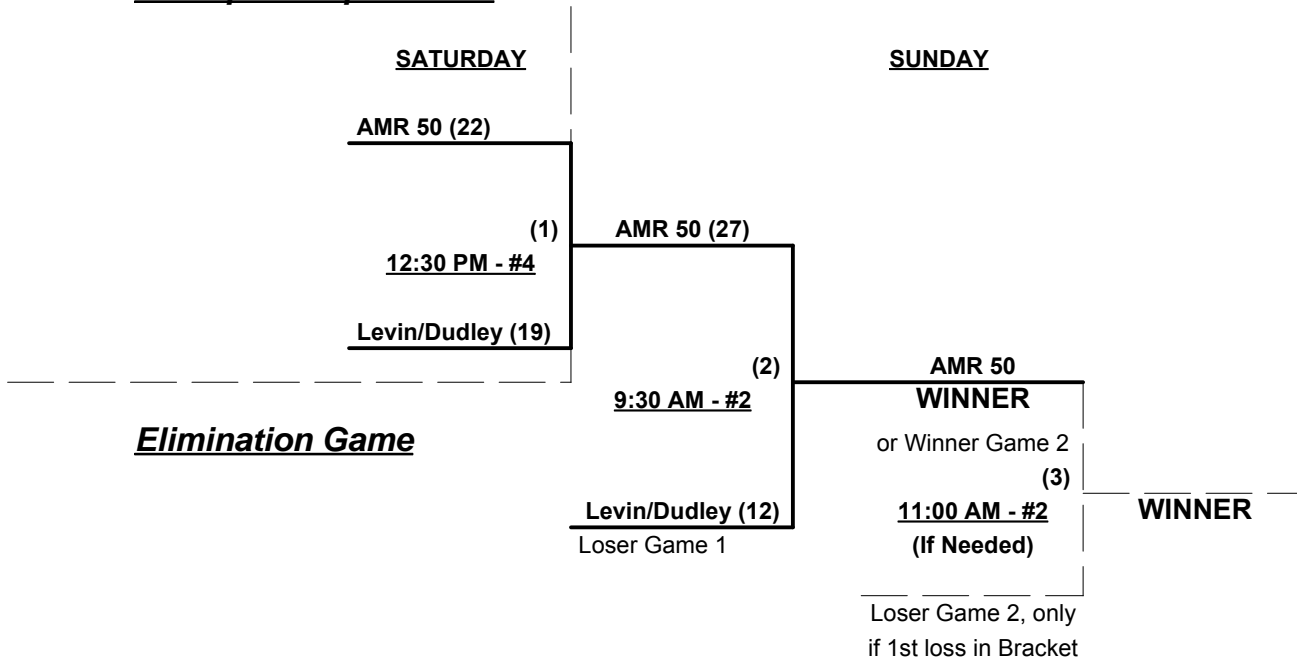 SATURDAY
SUNDAY
AMR 50 (22)
(1)
AMR 50 (27)
12:30 PM - #4
Levin/Dudley (19)
(2)
AMR 50
9:30 AM - #2
WINNER
Elimination Game
or Winner Game 2
(3)
Levin/Dudley (12)
11:00 AM - #2
WINNER
Loser Game 1
(If Needed)
Loser Game 2, only
if 1st loss in Bracket